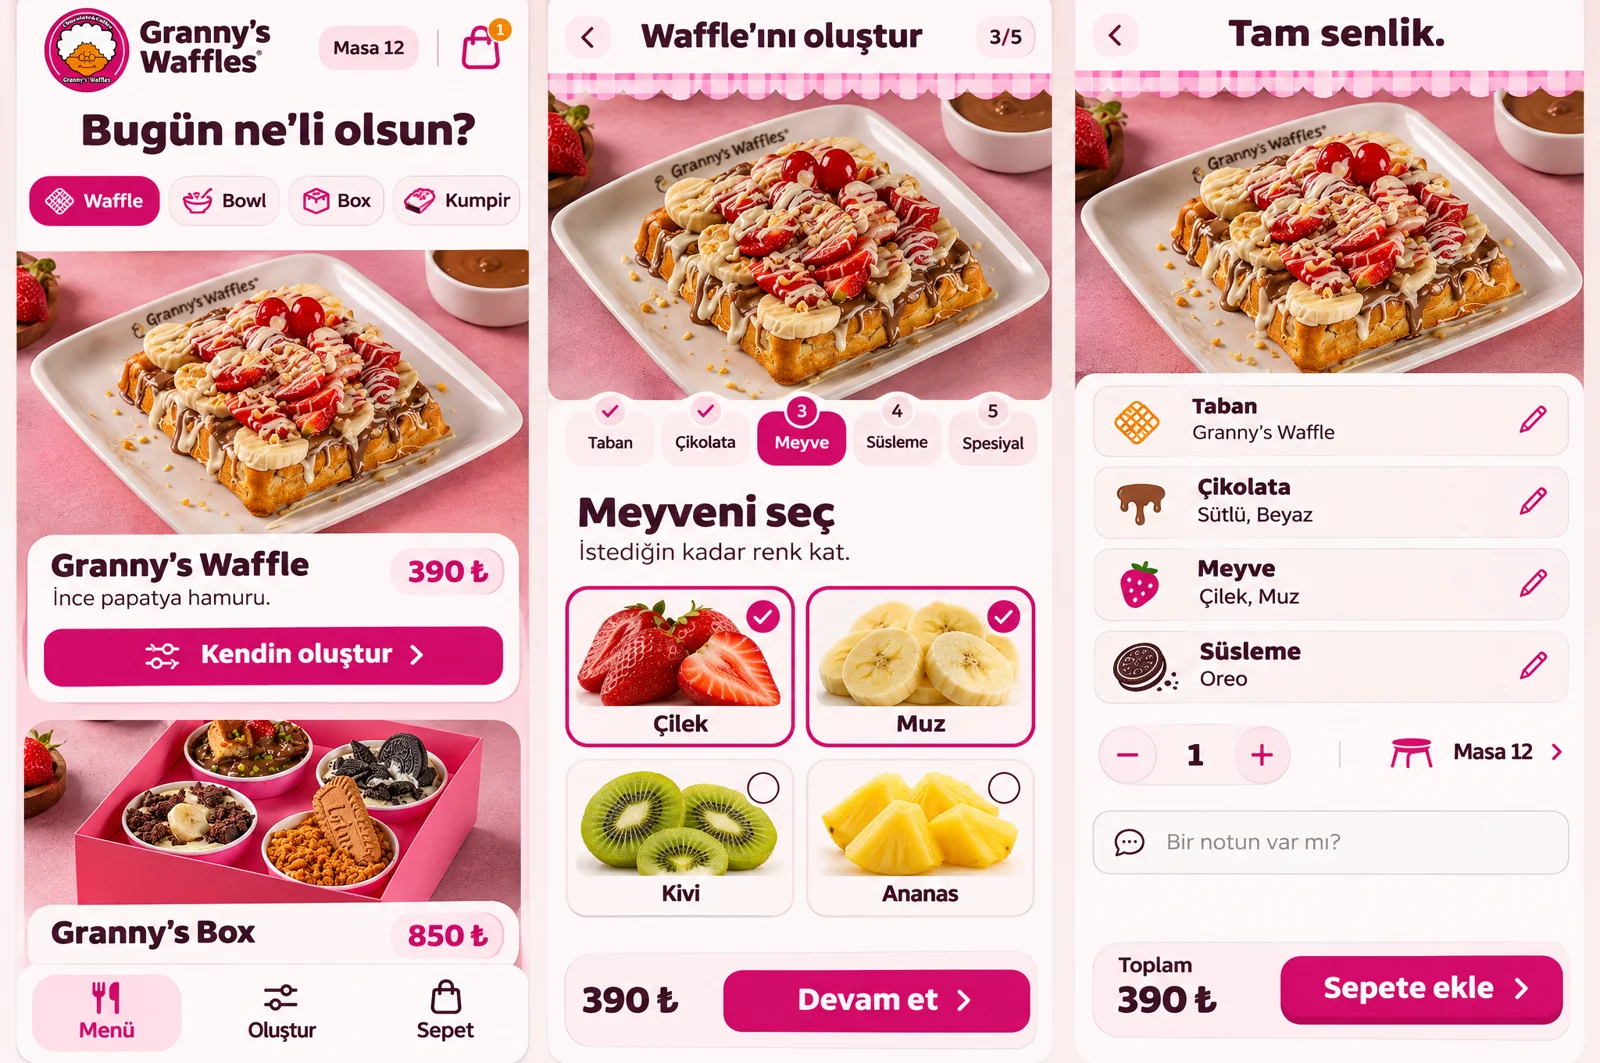 Chocolate & Coffee
Granny's Waffles
Granny's
Waffles®
Masa 12
1
Bugün ne'li olsun?
Waffle
Bowl
Box
Kumpir
Granny's Waffles®
Granny's Waffle
390 ₺
İnce papatya hamuru.
Kendin oluştur
Granny's Box
850 ₺
Menü
Oluştur
Sepet
Waffle'ını oluştur
3/5
Granny's Waffles®
Taban
Çikolata
3
Meyve
4
Süsleme
5
Spesiyal
Meyveni seç
İstediğin kadar renk kat.
Çilek
Muz
Kivi
Ananas
390 ₺
Devam et
Tam senlik.
Granny's Waffles®
Taban
Granny's Waffle
Çikolata
Sütlü, Beyaz
Meyve
Çilek, Muz
Süsleme
Oreo
1
Masa 12
Bir notun var mı?
Toplam
390 ₺
Sepete ekle